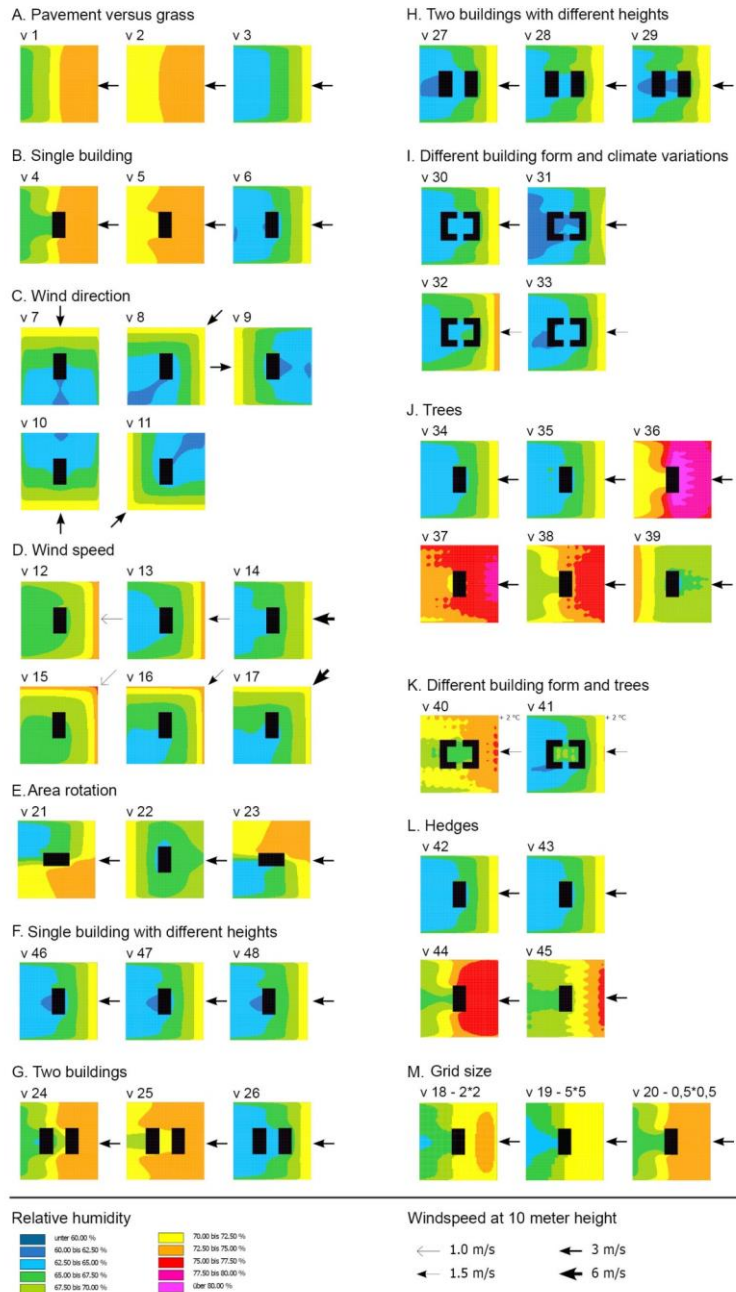 A. Pavement versus grass
v 1 v 2 v 3
B. Single building
v 4 v 5 v 6
C. Wind direction
v 7 v 8 v 9
v 10 v 11
D. Wind speed
v 12 v 13 v 14
v 15 v 16 v 17
E. Area rotation
v 21 v 22 v 23
F. Single building with different heights
v 46 v 47 v 48
G. Two buildings
v 24 v 25 v 26
H. Two buildings with different heights
v 27 v 28 v 29
I. Different building form and climate variations
v 30 v 31
v 32 v 33
J. Trees
v 34 v 35 v 36
v 37 v 38 v 39
K. Different building form and trees
v 40 + 2 °C v 41 + 2 °C
L. Hedges
v 42 v 43
v 44 v 45
M. Grid size
v 18 - 2*2 v 19 - 5*5 v 20 - 0,5*0,5
Relative humidity
unter 60.00 %
60.00 bis 62.50 %
62.50 bis 65.00 %
65.00 bis 67.50 %
67.50 bis 70.00 %
70.00 bis 72.50 %
72.50 bis 75.00 %
75.00 bis 77.50 %
77.50 bis 80.00 %
über 80.00 %
Windspeed at 10 meter height
1.0 m/s 3 m/s
1.5 m/s 6 m/s